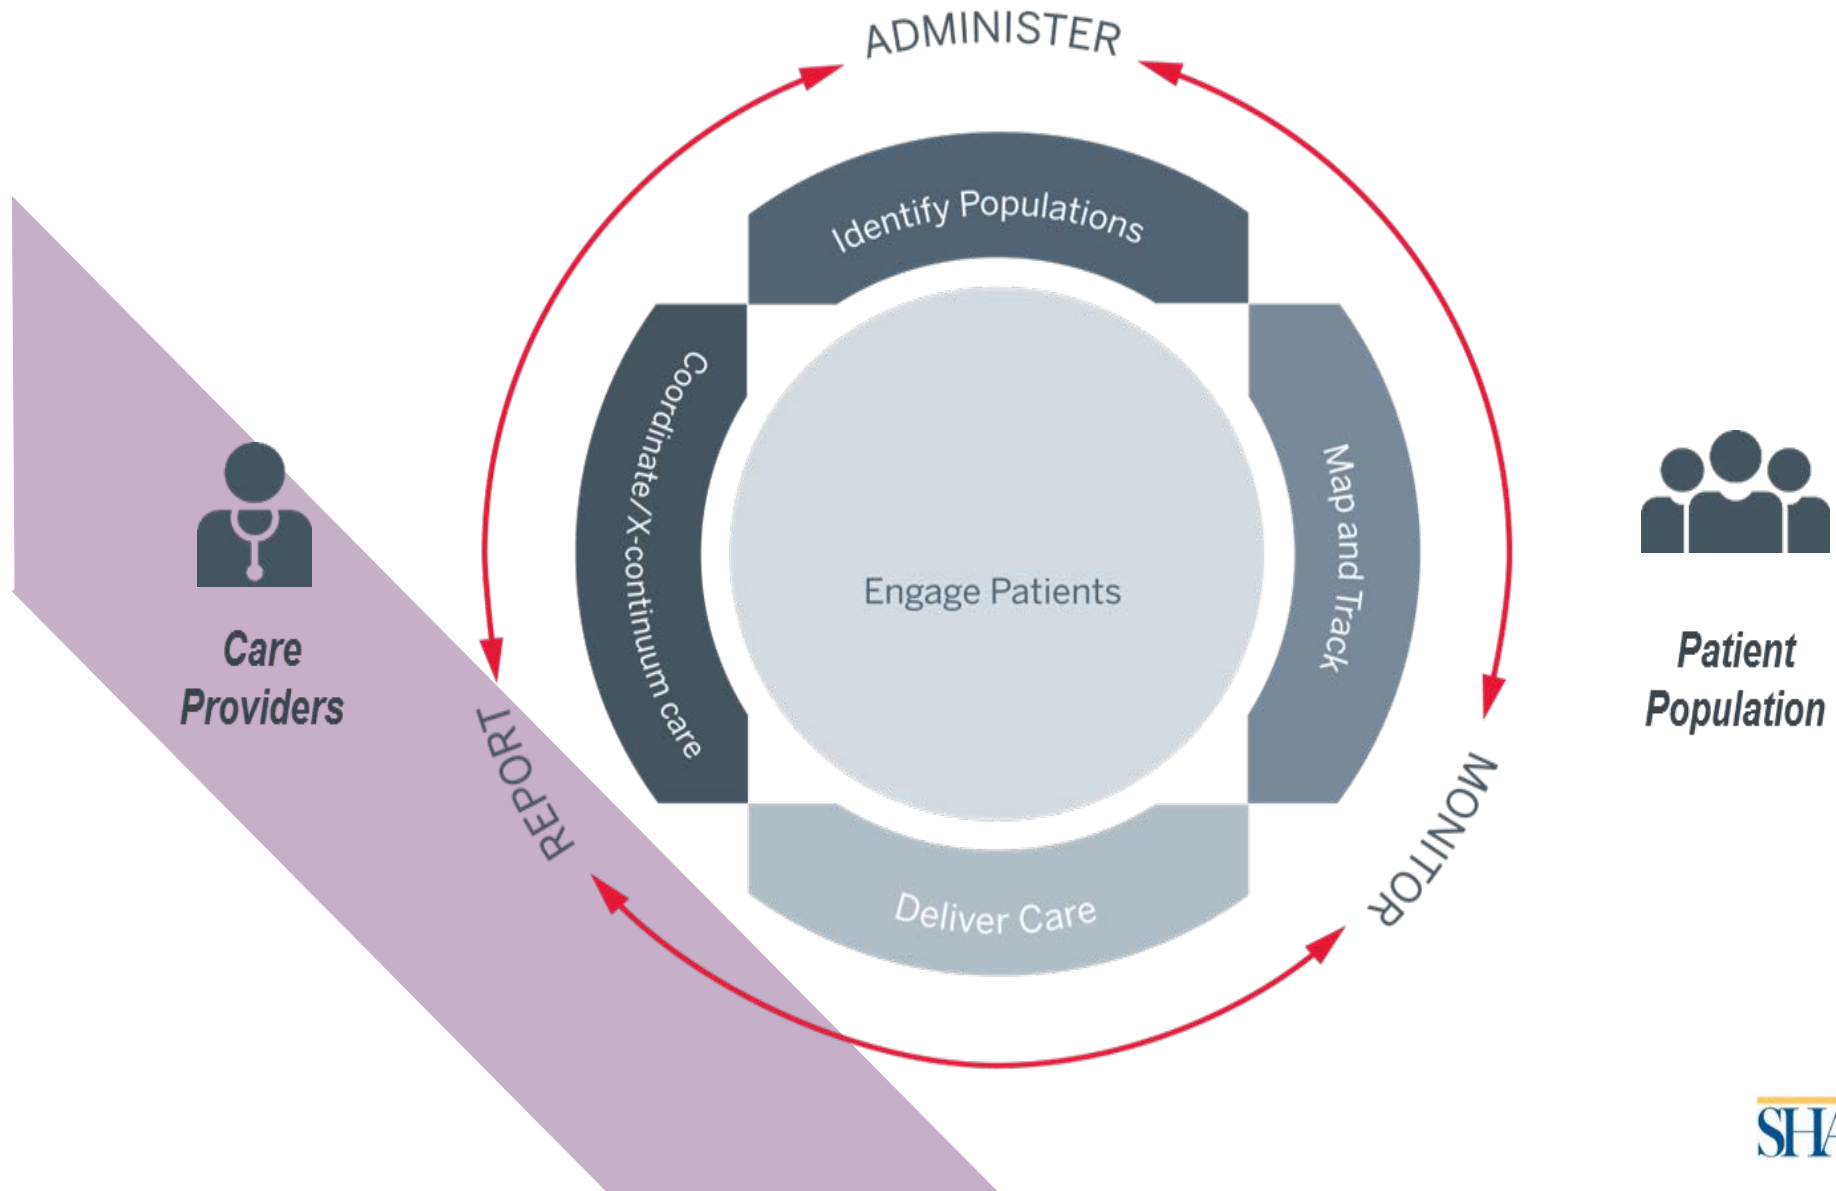 ADMINISTER
Identify Populations
Coordinate/X-continuum care
Map and Track
Engage Patients
Care
Providers
Patient
Population
REPORT
MONITOR
Deliver Care